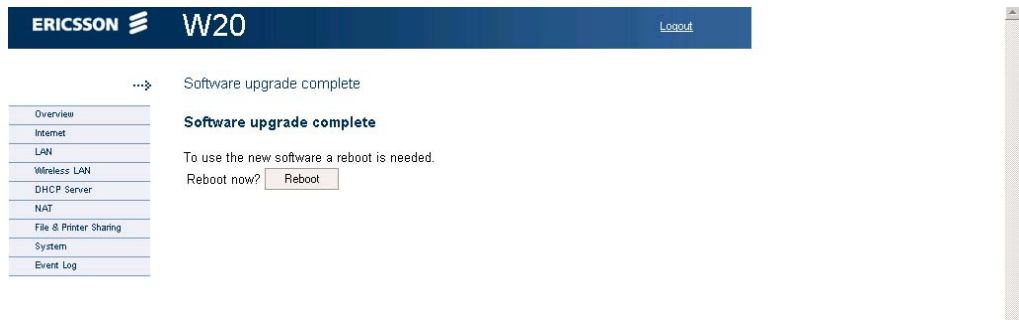 ERICSSON W20 Logout
Software upgrade complete
Overview
Internet
LAN
Wireless LAN
DHCP Server
NAT
File & Printer Sharing
System
Event Log
Software upgrade complete
To use the new software a reboot is needed.
Reboot now? Reboot